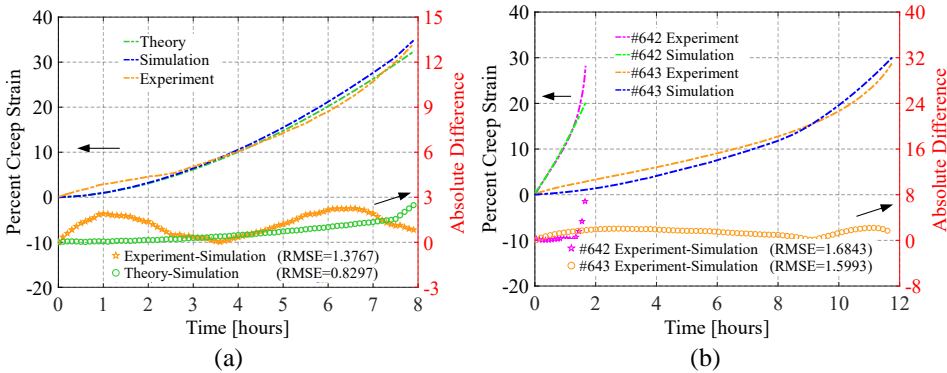 (a)
Percent Creep Strain
40
30
20
10
0
-10
-20
Theory
Simulation
Experiment
Experiment-Simulation (RMSE=1.3767)
Theory-Simulation (RMSE=0.8297)
15
12
9
6
3
0
-3
Absolute Difference
0 1 2 3 4 5 6 7 8
Time [hours]
(a)
(b)
Percent Creep Strain
40
30
20
10
0
-10
-20
#642 Experiment
#642 Simulation
#643 Experiment
#643 Simulation
#642 Experiment-Simulation (RMSE=1.6843)
#643 Experiment-Simulation (RMSE=1.5993)
40
32
24
16
8
0
-8
Absolute Difference
0 2 4 6 8 10 12
Time [hours]
(b)